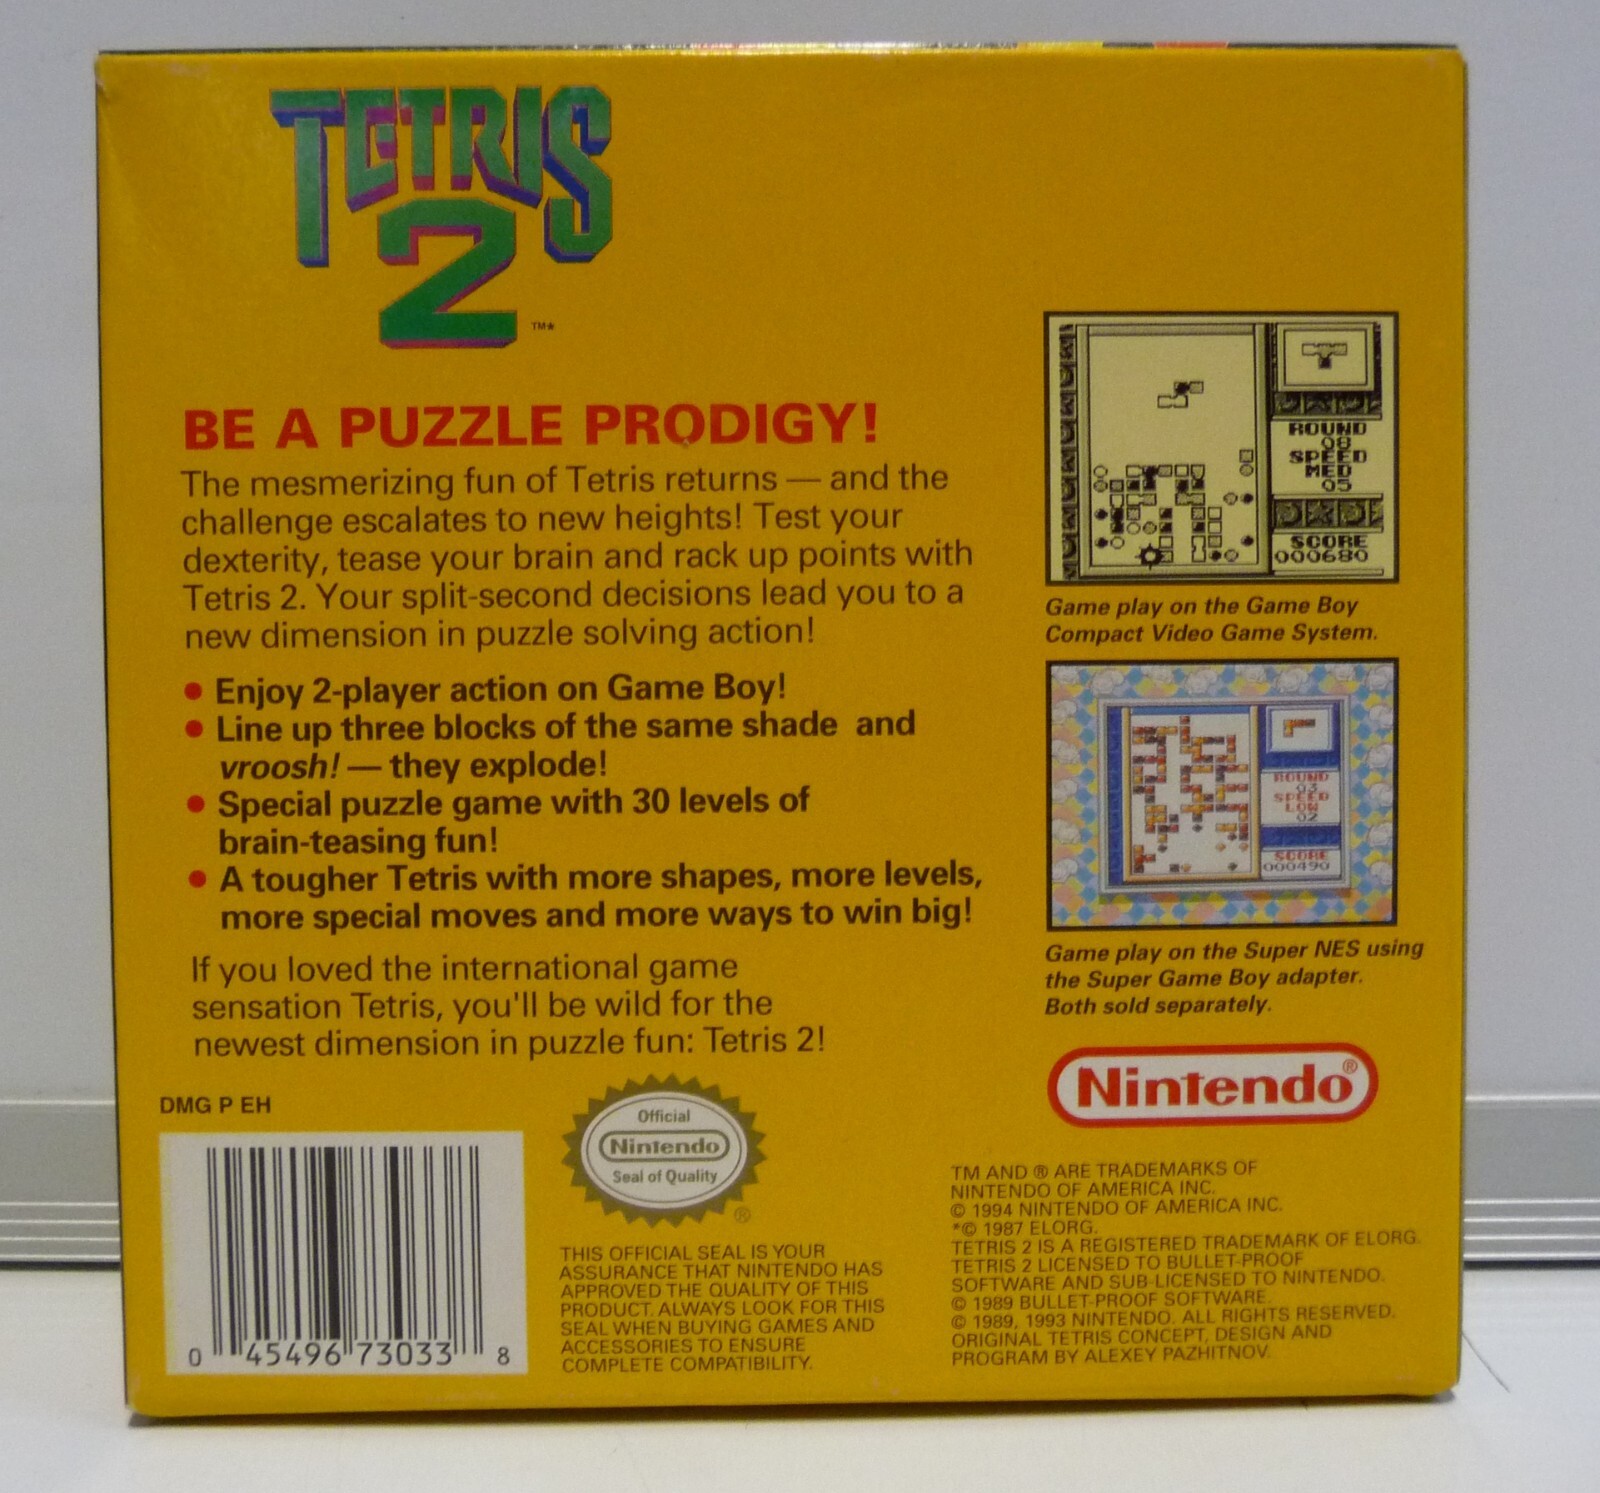 TETRIS
2
TM*
BE A PUZZLE PRODIGY!
The mesmerizing fun of Tetris returns — and the
challenge escalates to new heights! Test your
dexterity, tease your brain and rack up points with
Tetris 2. Your split-second decisions lead you to a
new dimension in puzzle solving action!
• Enjoy 2-player action on Game Boy!
• Line up three blocks of the same shade and
vroosh! — they explode!
• Special puzzle game with 30 levels of
brain-teasing fun!
• A tougher Tetris with more shapes, more levels,
more special moves and more ways to win big!
If you loved the international game
sensation Tetris, you'll be wild for the
newest dimension in puzzle fun: Tetris 2!
ROUND
08
SPEED
MED
05
SCORE
000680
Game play on the Game Boy
Compact Video Game System.
ROUND
03
SPEED
LOW
02
SCORE
000490
Game play on the Super NES using
the Super Game Boy adapter.
Both sold separately.
Nintendo®
DMG P EH
0 45496 73033 8
Official
Nintendo
Seal of Quality
®
THIS OFFICIAL SEAL IS YOUR
ASSURANCE THAT NINTENDO HAS
APPROVED THE QUALITY OF THIS
PRODUCT. ALWAYS LOOK FOR THIS
SEAL WHEN BUYING GAMES AND
ACCESSORIES TO ENSURE
COMPLETE COMPATIBILITY.
TM AND ® ARE TRADEMARKS OF
NINTENDO OF AMERICA INC.
© 1994 NINTENDO OF AMERICA INC.
*© 1987 ELORG.
TETRIS 2 IS A REGISTERED TRADEMARK OF ELORG.
TETRIS 2 LICENSED TO BULLET-PROOF
SOFTWARE AND SUB-LICENSED TO NINTENDO.
© 1989 BULLET-PROOF SOFTWARE.
© 1989, 1993 NINTENDO. ALL RIGHTS RESERVED.
ORIGINAL TETRIS CONCEPT, DESIGN AND
PROGRAM BY ALEXEY PAZHITNOV.